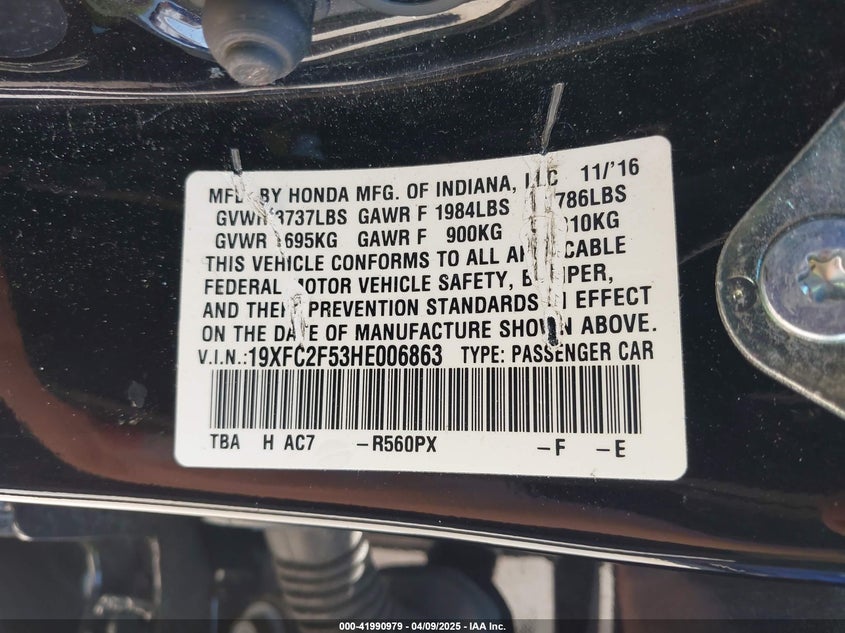 MFD. BY HONDA MFG. OF INDIANA, LLC 11/'16
GVWR 3737LBS GAWR F 1984LBS 786LBS
GVWR 1695KG GAWR F 900KG 810KG
THIS VEHICLE CONFORMS TO ALL APPLICABLE
FEDERAL MOTOR VEHICLE SAFETY, BUMPER,
AND THEFT PREVENTION STANDARDS IN EFFECT
ON THE DATE OF MANUFACTURE SHOWN ABOVE.
V.I.N.:19XFC2F53HE006863 TYPE: PASSENGER CAR
TBA H AC7 -R560PX -F -E
000-41990979 - 04/09/2025 - IAA Inc.